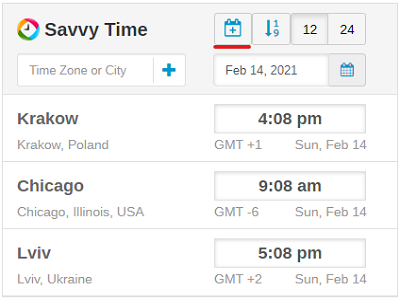 Savvy Time
1 9
12
24
Time Zone or City
Feb 14, 2021
Krakow
4:08 pm
Krakow, Poland
GMT +1
Sun, Feb 14
Chicago
9:08 am
Chicago, Illinois, USA
GMT -6
Sun, Feb 14
Lviv
5:08 pm
Lviv, Ukraine
GMT +2
Sun, Feb 14